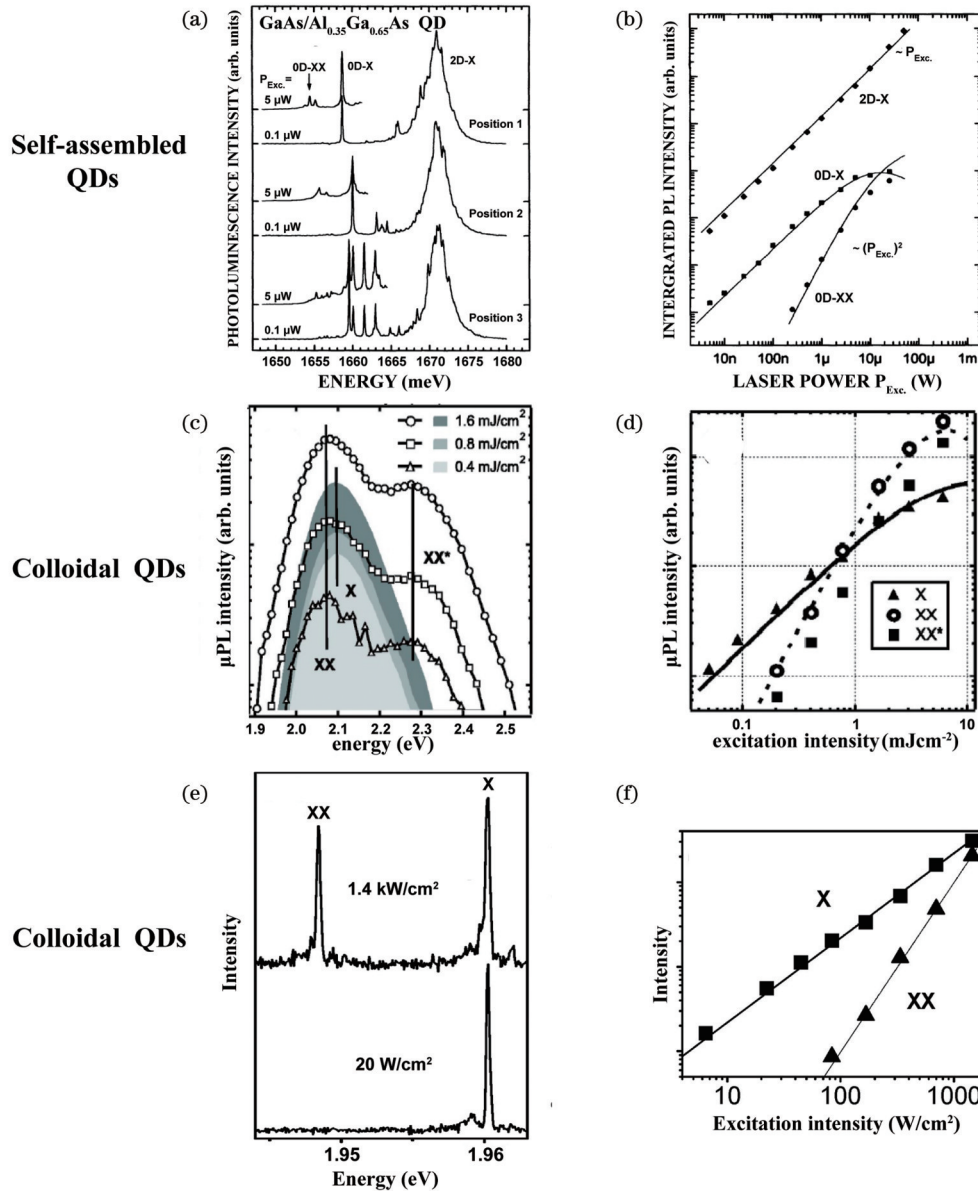 (a)
GaAs/Al0.35Ga0.65As QD
PExc.=
0D-XX
0D-X
2D-X
5 μW
0.1 μW
Position 1
5 μW
0.1 μW
Position 2
5 μW
0.1 μW
Position 3
PHOTOLUMINESCENCE INTENSITY (arb. units)
1650 1655 1660 1665 1670 1675 1680
ENERGY (meV)
Self-assembled
QDs
(b)
INTERGRATED PL INTENSITY (arb. units)
~ PExc.
2D-X
0D-X
~ (PExc.)2
0D-XX
10n 100n 1μ 10μ 100μ 1m
LASER POWER PExc. (W)
(c)
1.6 mJ/cm2
0.8 mJ/cm2
0.4 mJ/cm2
XX*
X
XX
μPL intensity (arb. units)
1.9 2.0 2.1 2.2 2.3 2.4 2.5
energy (eV)
Colloidal QDs
(d)
μPL intensity (arb. units)
X
XX
XX*
0.1 1 10
excitation intensity (mJcm-2)
(e)
XX
X
1.4 kW/cm2
20 W/cm2
Intensity
1.95 1.96
Energy (eV)
Colloidal QDs
(f)
X
XX
Intensity
10 100 1000
Excitation intensity (W/cm2)